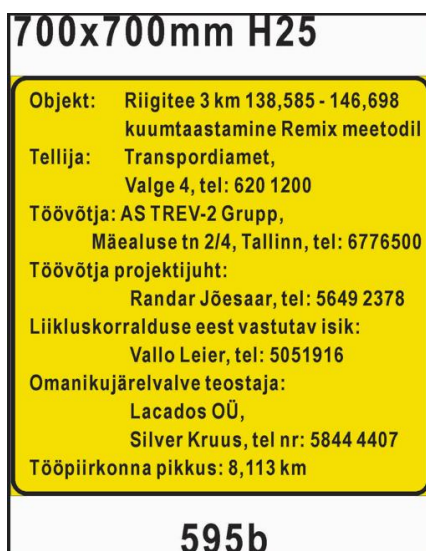 700x700mm H25
Objekt: Riigitee 3 km 138,585 - 146,698
kuumtaastamine Remix meetodil
Tellija: Transpordiamet,
Valge 4, tel: 620 1200
Töövõtja: AS TREV-2 Grupp,
Mäealuse tn 2/4, Tallinn, tel: 6776500
Töövõtja projektijuht:
Randar Jõesaar, tel: 5649 2378
Liikluskorralduse eest vastutav isik:
Vallo Leier, tel: 5051916
Omanikujärelvalve teostaja:
Lacados OÜ,
Silver Kruus, tel nr: 5844 4407
Tööpiirkonna pikkus: 8,113 km
595b